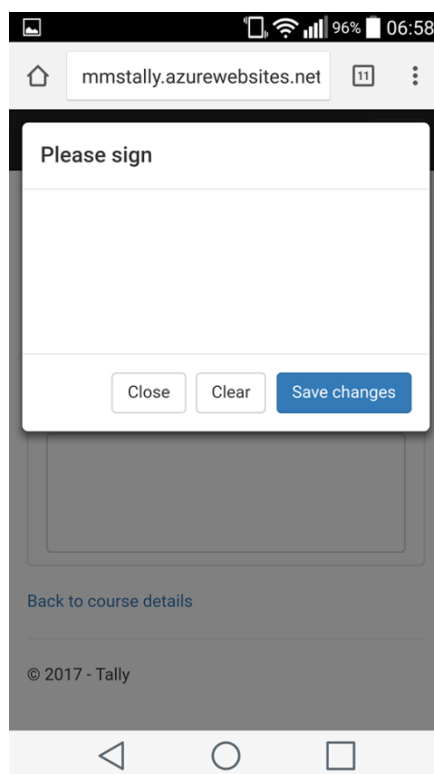 96% 06:58
mmstally.azurewebsites.net 11
Please sign
Close Clear Save changes
Back to course details
© 2017 - Tally